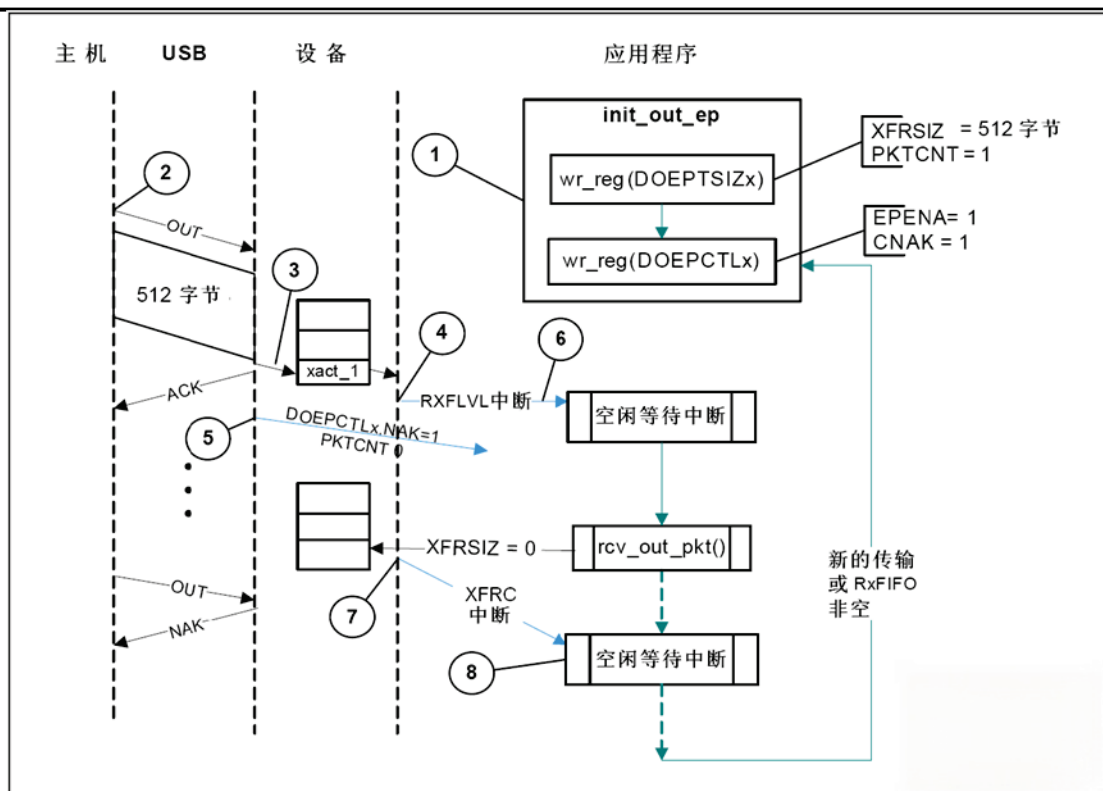 主 机
USB
设 备
应用程序
init_out_ep
XFRSIZ = 512 字节
PKTCNT = 1
1
wr_reg(DOEPTSIZx)
2
OUT
EPENA= 1
CNAK = 1
wr_reg(DOEPCTLx)
3
512 字节
4
6
xact_1
ACK
RXFLVL中断
空闲等待中断
5
DOEPCTLx,NAK=1
PKTCNT 0
XFRSIZ = 0
rcv_out_pkt()
新的传输
或 RxFIFO
非空
OUT
XFRC
中断
7
NAK
空闲等待中断
8